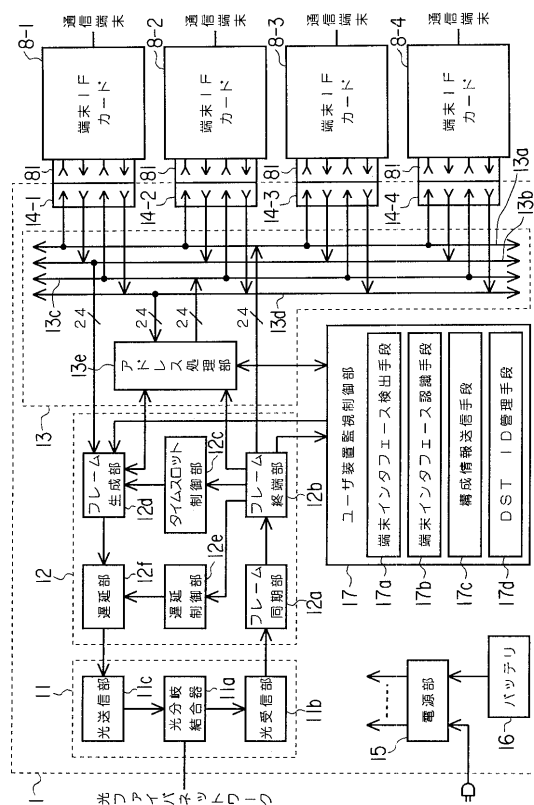 光ファイバネットワーク
1
11
光送信部
11c
光分岐
結合器
11a
光受信部
11b
12
遅延部
12f
遅延
制御部
12e
フレーム
同期部
12a
フレーム
生成部
12d
タイムスロット
制御部
12c
フレーム
終端部
12b
13
13e
アドレス
処理部
24
24
24
24
13c
13d
13a
13b
14-1
14-2
14-3
14-4
81
81
81
81
8-1
端末IF
カード
通信端末
8-2
端末IF
カード
通信端末
8-3
端末IF
カード
通信端末
8-4
端末IF
カード
通信端末
15
電源部
16
バッテリ
17
ユーザ装置監視制御部
17a
端末インタフェース検出手段
17b
端末インタフェース認識手段
17c
構成情報送信手段
17d
DST ID管理手段